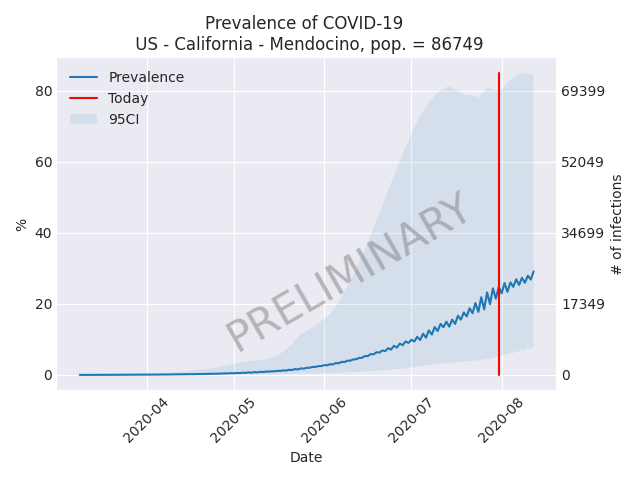 Prevalence of COVID-19
US - California - Mendocino, pop. = 86749
Prevalence
Today
95CI
PRELIMINARY
%
80
60
40
20
0
69399
52049
34699
17349
0
# of infections
2020-04
2020-05
2020-06
2020-07
2020-08
Date